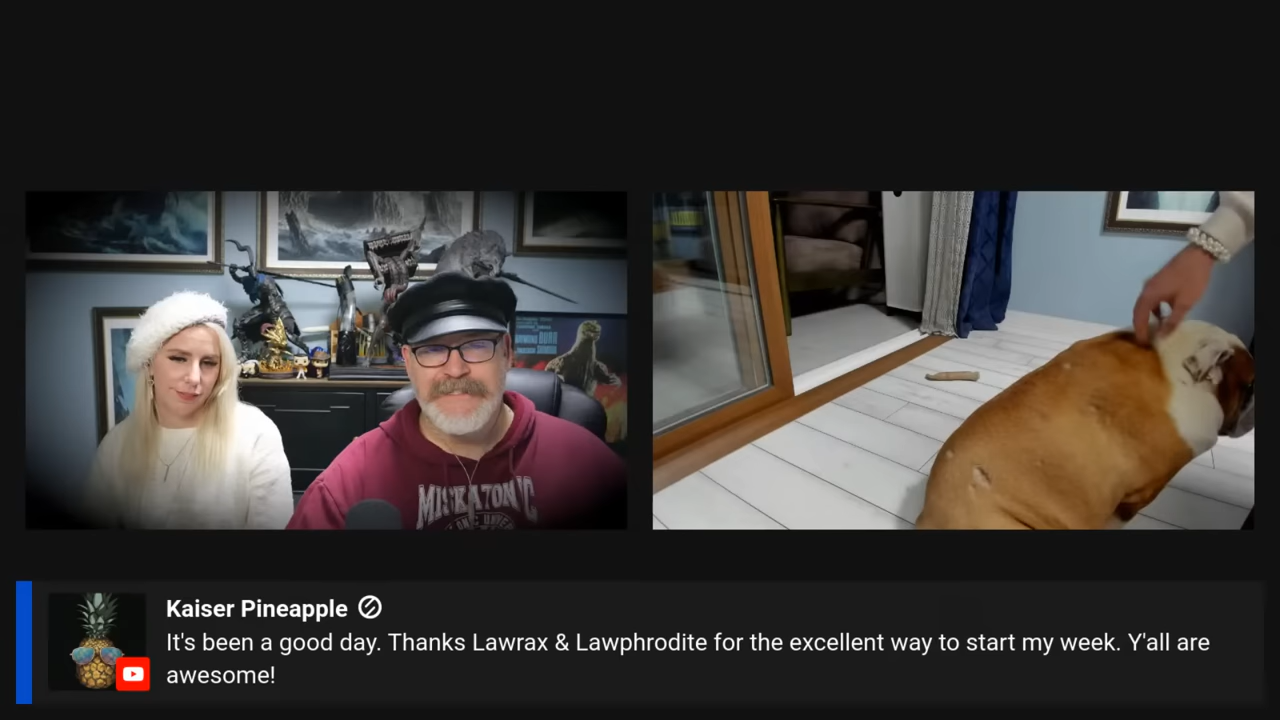 MISKATONIC
Kaiser Pineapple
It's been a good day. Thanks Lawrax & Lawphrodite for the excellent way to start my week. Y'all are
awesome!